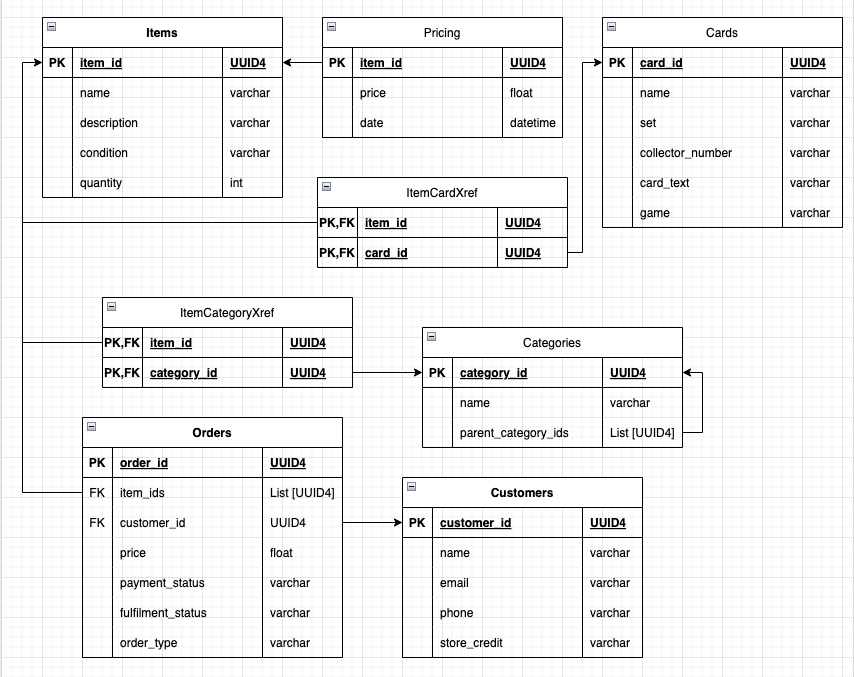 Items
PK item_id UUID4
name varchar
description varchar
condition varchar
quantity int
Pricing
PK item_id UUID4
price float
date datetime
Cards
PK card_id UUID4
name varchar
set varchar
collector_number varchar
card_text varchar
game varchar
ItemCardXref
PK,FK item_id UUID4
PK,FK card_id UUID4
ItemCategoryXref
PK,FK item_id UUID4
PK,FK category_id UUID4
Categories
PK category_id UUID4
name varchar
parent_category_ids List [UUID4]
Orders
PK order_id UUID4
FK item_ids List [UUID4]
FK customer_id UUID4
price float
payment_status varchar
fulfilment_status varchar
order_type varchar
Customers
PK customer_id UUID4
name varchar
email varchar
phone varchar
store_credit varchar